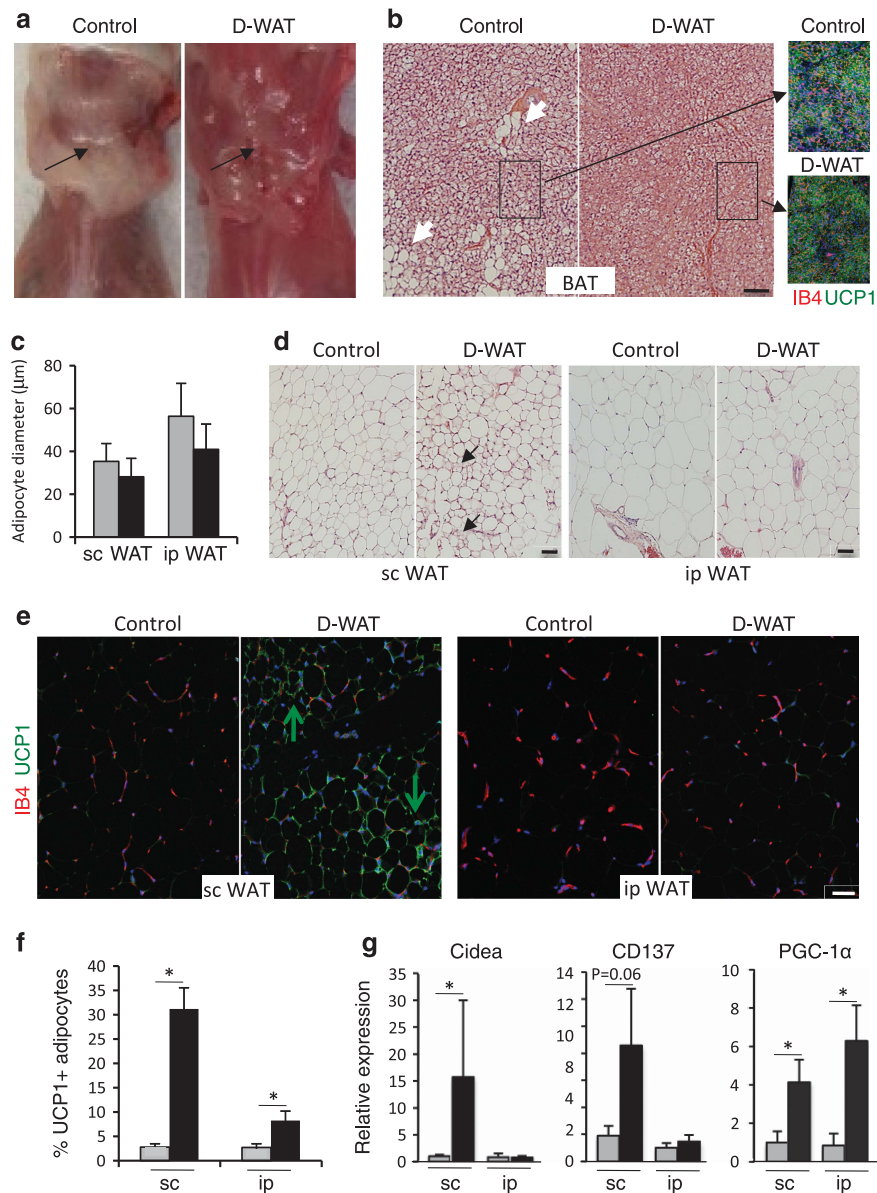 a
Control D-WAT
b
Control D-WAT
Control
D-WAT
BAT
IB4 UCP1
c
Adipocyte diameter (μm)
80
60
40
20
0
sc WAT ip WAT
d
Control D-WAT Control D-WAT
sc WAT ip WAT
e
Control D-WAT Control D-WAT
IB4 UCP1
sc WAT ip WAT
f
% UCP1+ adipocytes
40
35
30
25
20
15
10
5
0
* *
sc ip
g
Relative expression
Cidea
35
30
25
20
15
10
5
0
*
sc ip
CD137
14
12
10
8
6
4
2
0
P=0.06
sc ip
PGC-1α
10
8
6
4
2
0
* *
sc ip